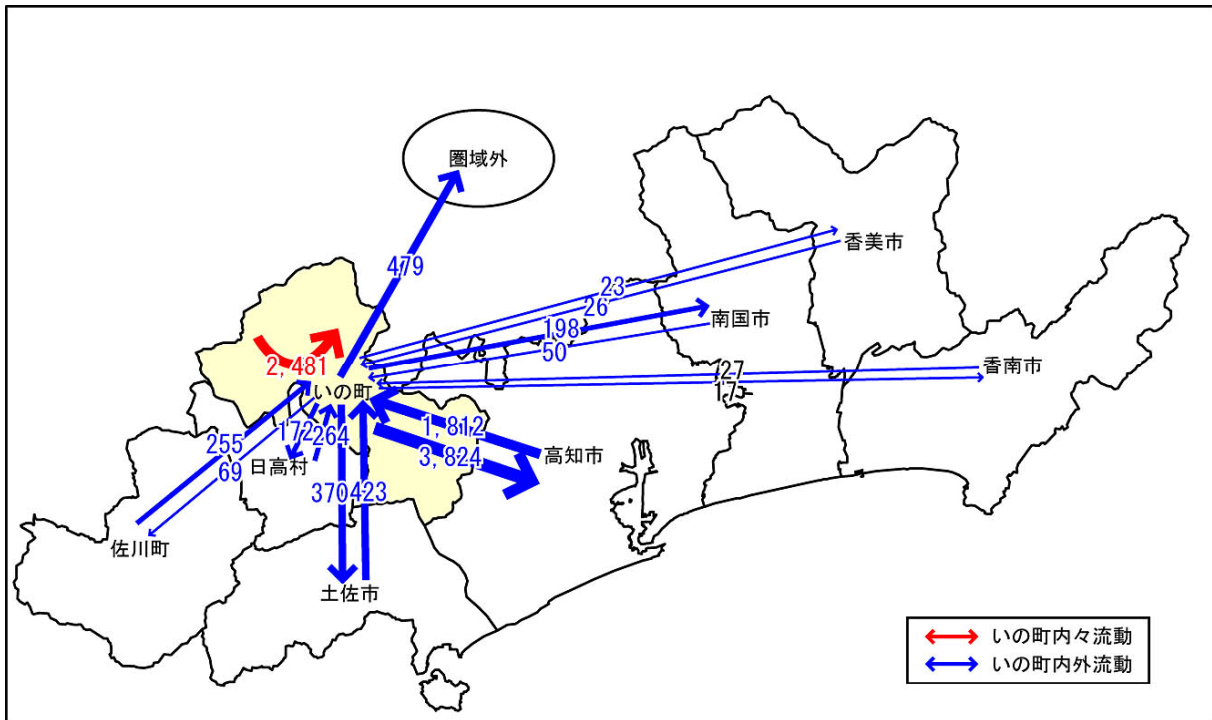 圏域外
479
香美市
23
26
南国市
198
50
2,481
いの町
27
17
香南市
255
69
172
264
日高村
1,812
3,824
高知市
370
423
佐川町
土佐市
いの町内々流動
いの町内外流動